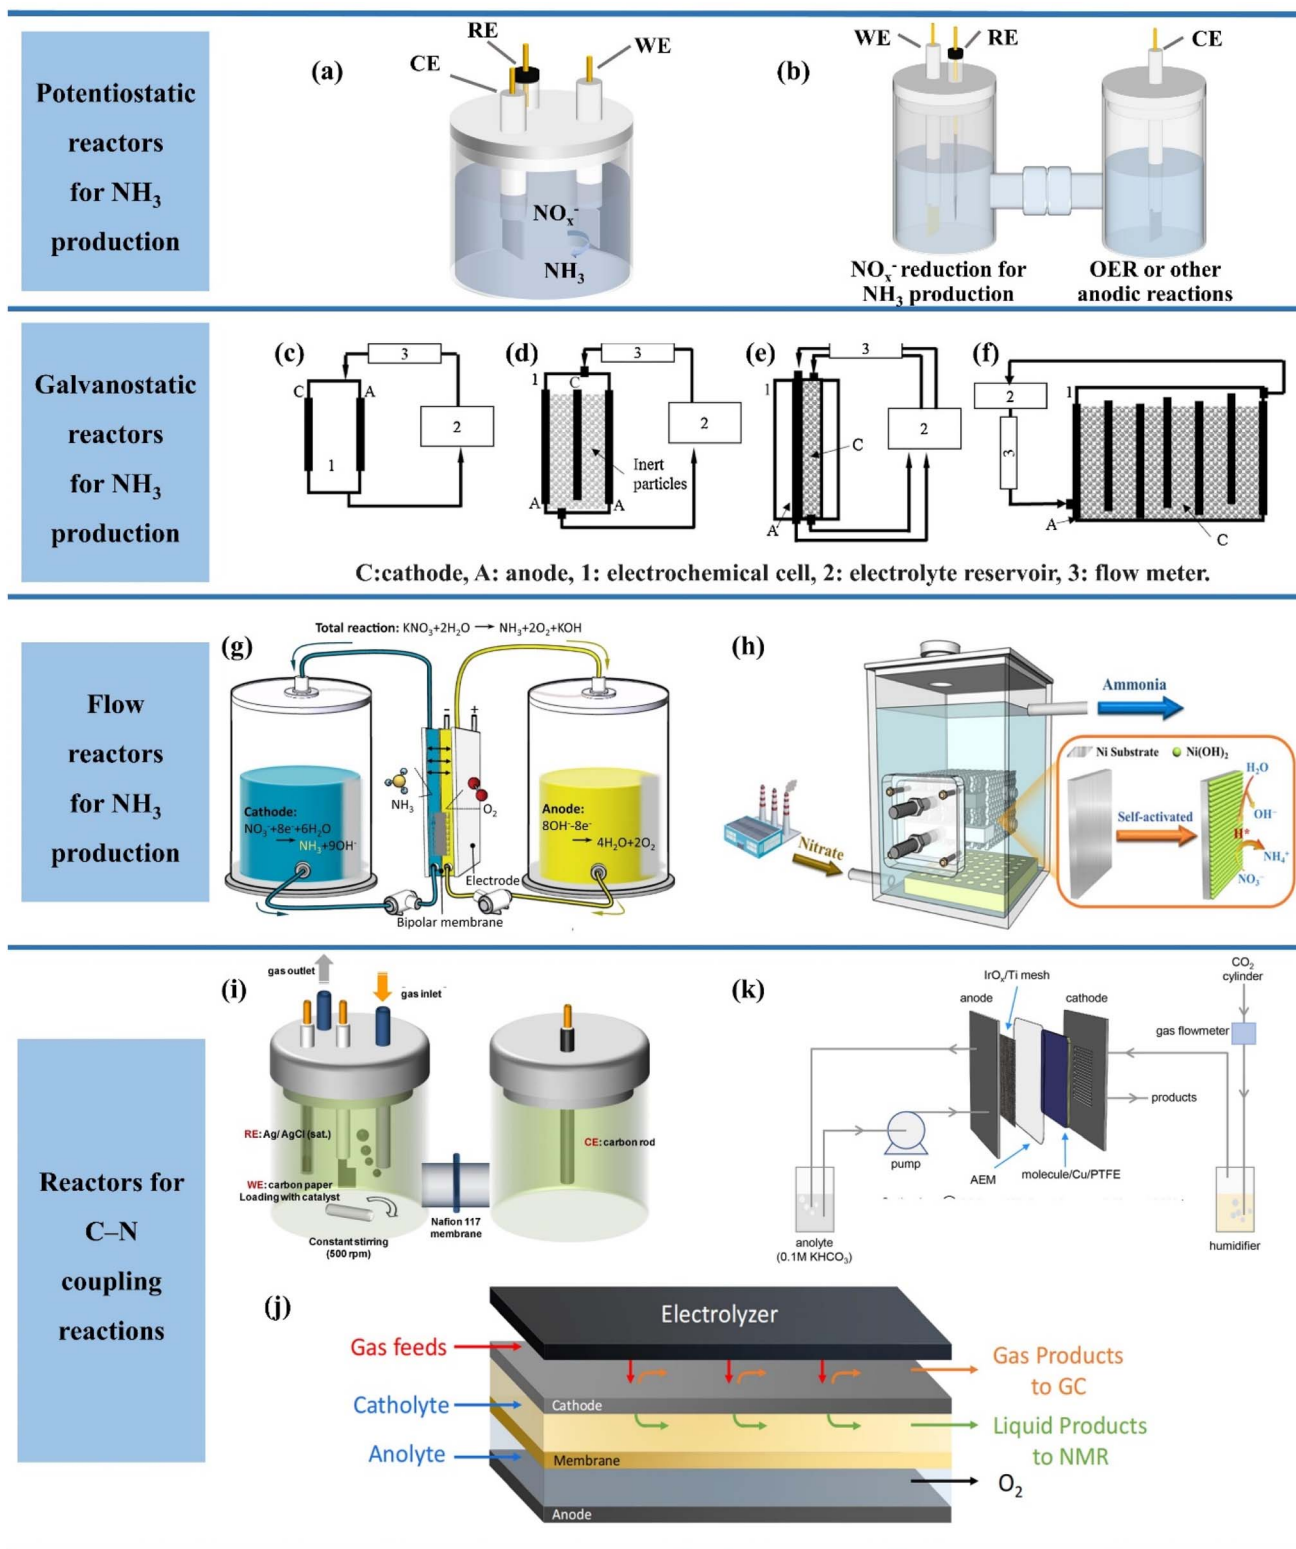 Potentiostatic
reactors
for NH₃
production
(a)
RE
CE
WE
NOₓ⁻
NH₃
(b)
WE
RE
CE
NOₓ⁻ reduction for
NH₃ production
OER or other
anodic reactions
Galvanostatic
reactors
for NH₃
production
(c)
3
C
A
2
1
(d)
3
1
C
2
Inert
particles
A
A
(e)
3
1
2
C
A
(f)
2
1
3
A
C
C:cathode, A: anode, 1: electrochemical cell, 2: electrolyte reservoir, 3: flow meter.
Flow
reactors
for NH₃
production
(g)
Total reaction: KNO₃+2H₂O → NH₃+2O₂+KOH
- +
NH₃
O₂
Cathode:
NO₃⁻+8e⁻+6H₂O
→ NH₃+9OH⁻
Anode:
8OH⁻-8e⁻
→ 4H₂O+2O₂
Electrode
Bipolar membrane
(h)
Ammonia
Nitrate
Ni Substrate
Ni(OH)₂
Self-activated
H₂O
OH⁻
H*
NH₄⁺
NO₃⁻
Reactors for
C–N
coupling
reactions
(i)
gas outlet
gas inlet
RE: Ag/ AgCl (sat.)
WE: carbon paper
Loading with catalyst
Constant stirring
(500 rpm)
Nafion 117
membrane
CE: carbon rod
(k)
IrOₓ/Ti mesh
anode
cathode
CO₂
cylinder
gas flowmeter
products
pump
AEM
molecule/Cu/PTFE
anolyte
(0.1M KHCO₃)
humidifier
(j)
Electrolyzer
Gas feeds
Catholyte
Anolyte
Cathode
Membrane
Anode
Gas Products
to GC
Liquid Products
to NMR
O₂